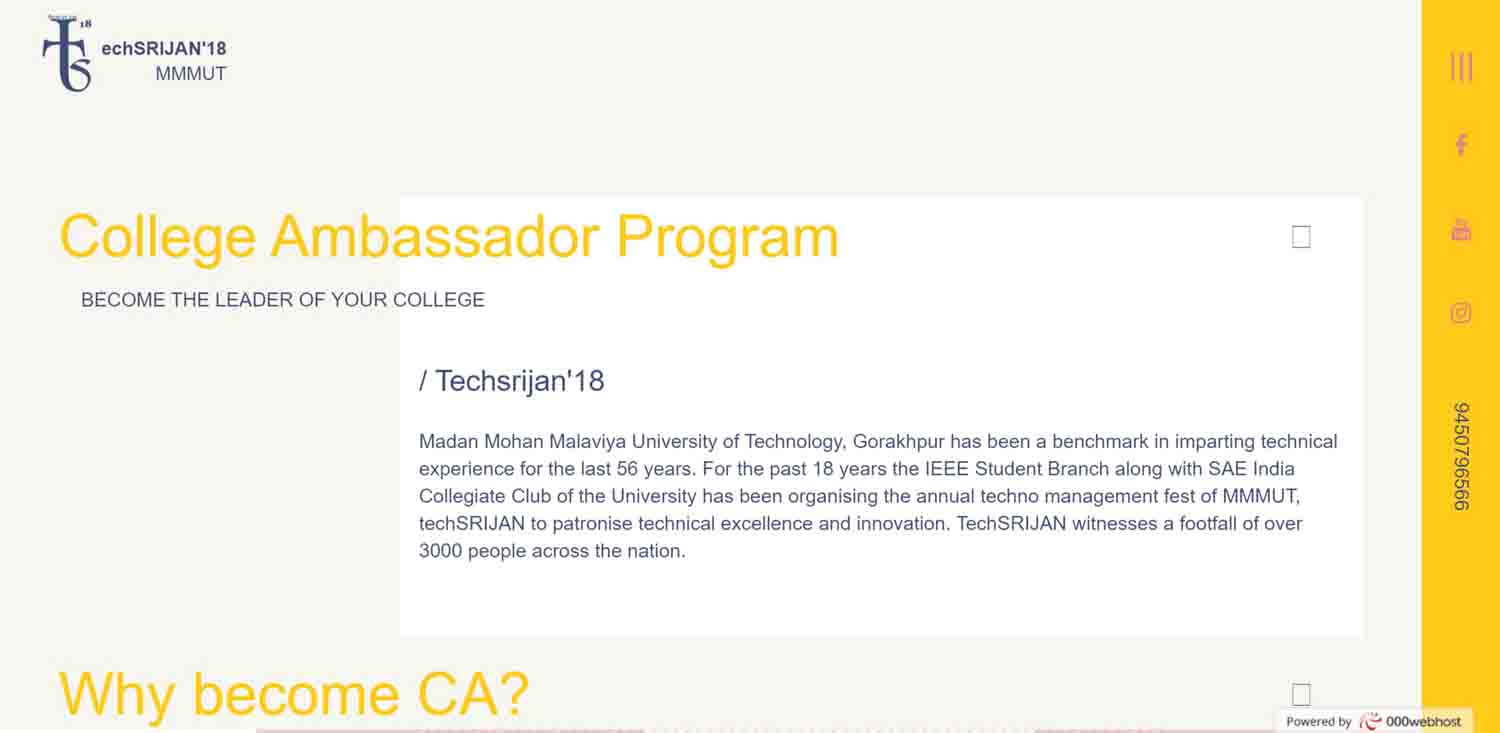 18
echSRIJAN'18
MMMUT
College Ambassador Program
BECOME THE LEADER OF YOUR COLLEGE
/ Techsrijan'18
Madan Mohan Malaviya University of Technology, Gorakhpur has been a benchmark in imparting technical
experience for the last 56 years. For the past 18 years the IEEE Student Branch along with SAE India
Collegiate Club of the University has been organising the annual techno management fest of MMMUT,
techSRIJAN to patronise technical excellence and innovation. TechSRIJAN witnesses a footfall of over
3000 people across the nation.
Why become CA?
9450796566
Powered by 000webhost